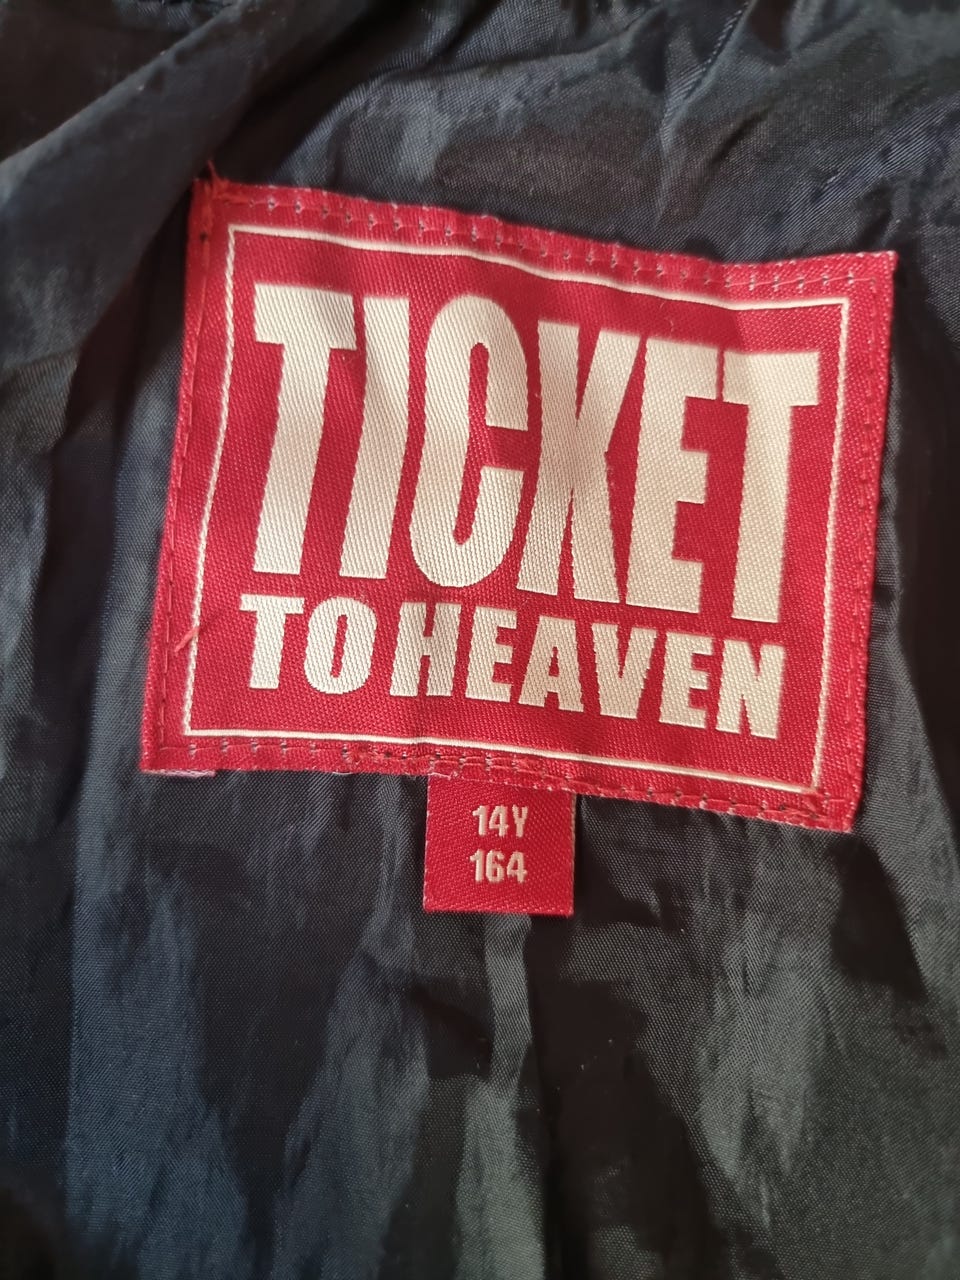 TICKET
TO HEAVEN
14Y
164